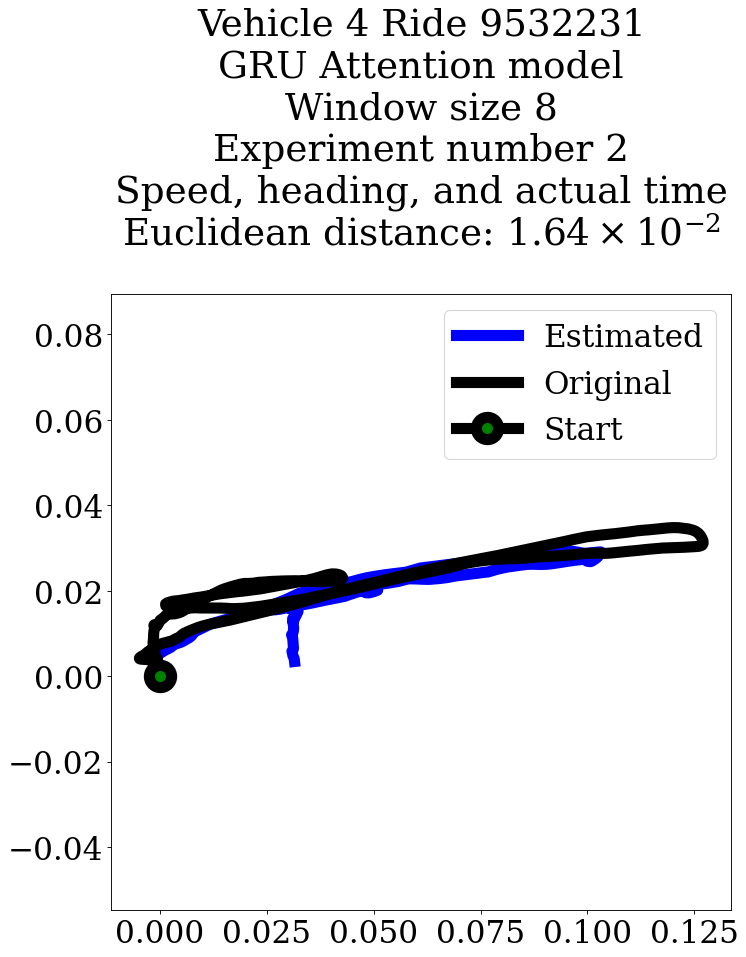 Vehicle 4 Ride 9532231
GRU Attention model
Window size 8
Experiment number 2
Speed, heading, and actual time
Euclidean distance: 1.64 × 10⁻²
Estimated
Original
Start
0.08
0.06
0.04
0.02
0.00
−0.02
−0.04
0.000 0.025 0.050 0.075 0.100 0.125